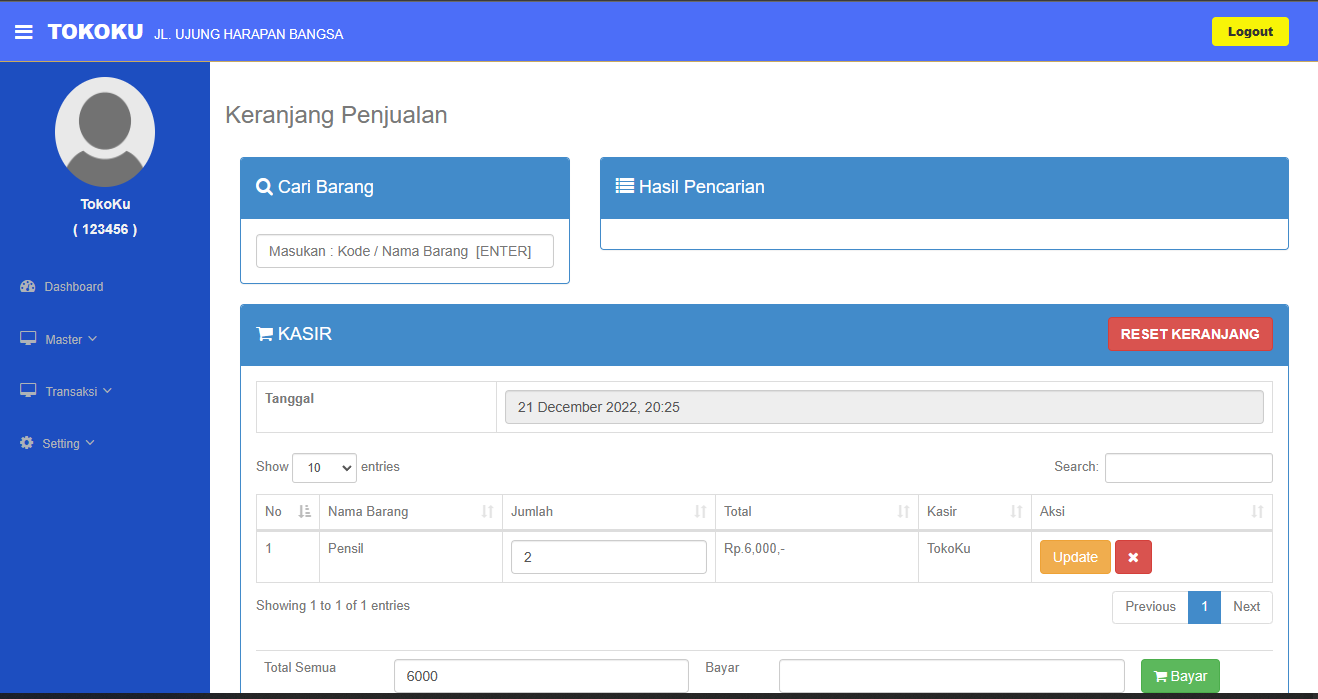 TOKOKU JL. UJUNG HARAPAN BANGSA
Logout
TokoKu
( 123456 )
Dashboard
Master
Transaksi
Setting
Keranjang Penjualan
Cari Barang
Masukan : Kode / Nama Barang [ENTER]
Hasil Pencarian
KASIR
RESET KERANJANG
Tanggal 21 December 2022, 20:25
Show 10 entries Search:
No Nama Barang Jumlah Total Kasir Aksi
1 Pensil 2 Rp.6,000,- TokoKu Update
Showing 1 to 1 of 1 entries Previous 1 Next
Total Semua 6000 Bayar Bayar